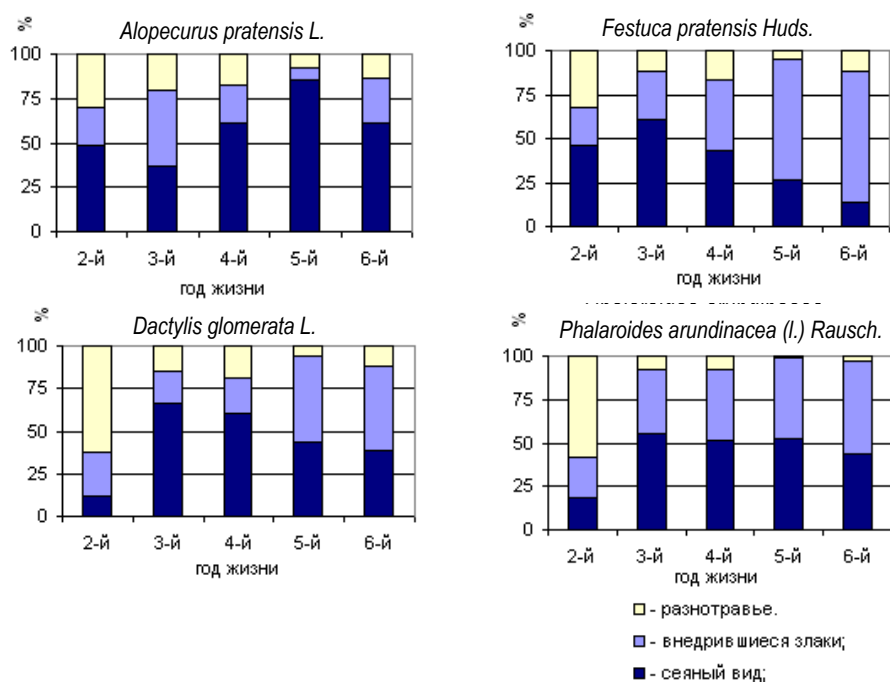 %
Alopecurus pratensis L.
100
75
50
25
0
2-й 3-й 4-й 5-й 6-й
год жизни
%
Festuca pratensis Huds.
100
75
50
25
0
2-й 3-й 4-й 5-й 6-й
год жизни
%
Dactylis glomerata L.
100
75
50
25
0
2-й 3-й 4-й 5-й 6-й
год жизни
%
Phalaroides arundinacea (l.) Rausch.
100
75
50
25
0
2-й 3-й 4-й 5-й 6-й
год жизни
- разнотравье.
- внедрившиеся злаки;
- сеяный вид;